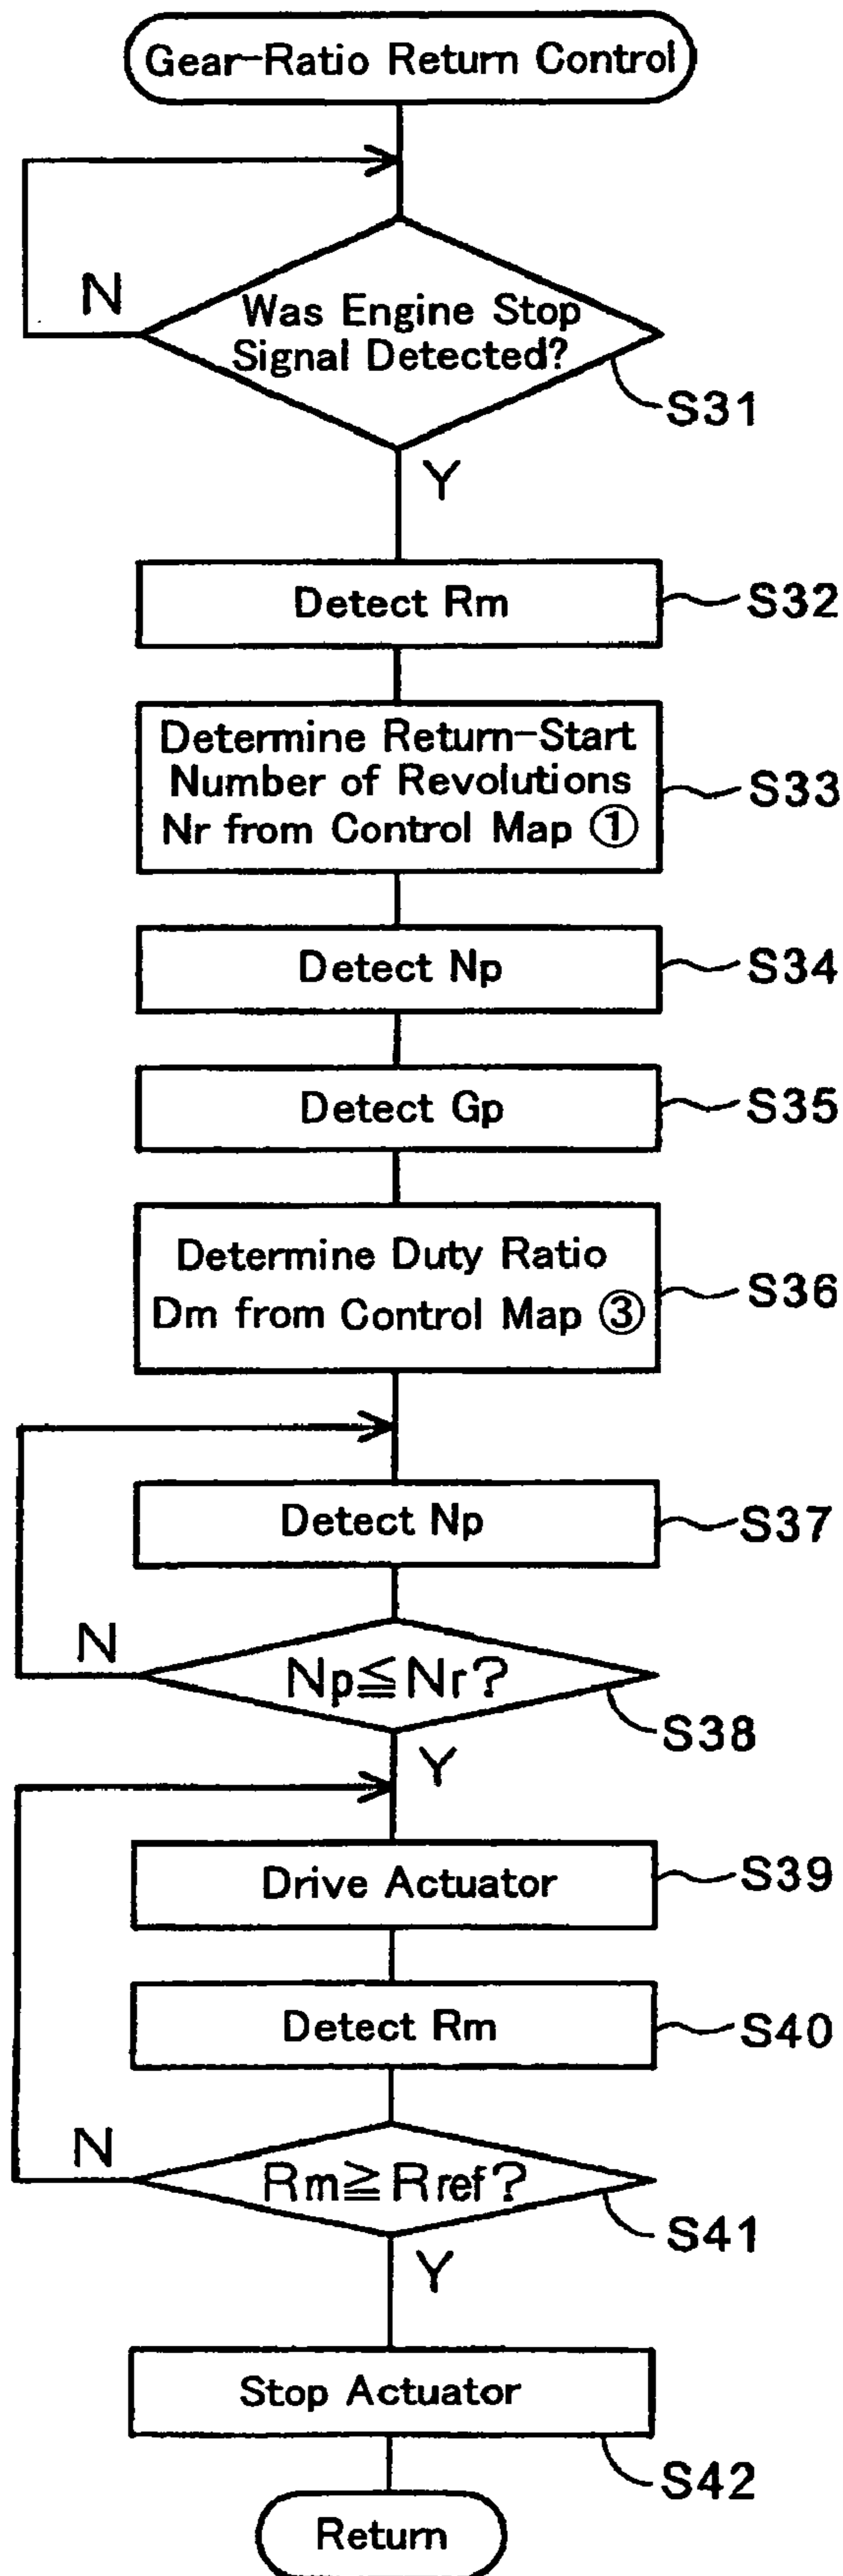 Gear-Ratio Return Control
N
Was Engine Stop
Signal Detected?
S31
Y
Detect Rm
S32
Determine Return-Start
Number of Revolutions
Nr from Control Map ①
S33
Detect Np
S34
Detect Gp
S35
Determine Duty Ratio
Dm from Control Map ③
S36
Detect Np
S37
N
Np≦Nr?
S38
Y
Drive Actuator
S39
Detect Rm
S40
N
Rm≧Rref?
S41
Y
Stop Actuator
S42
Return